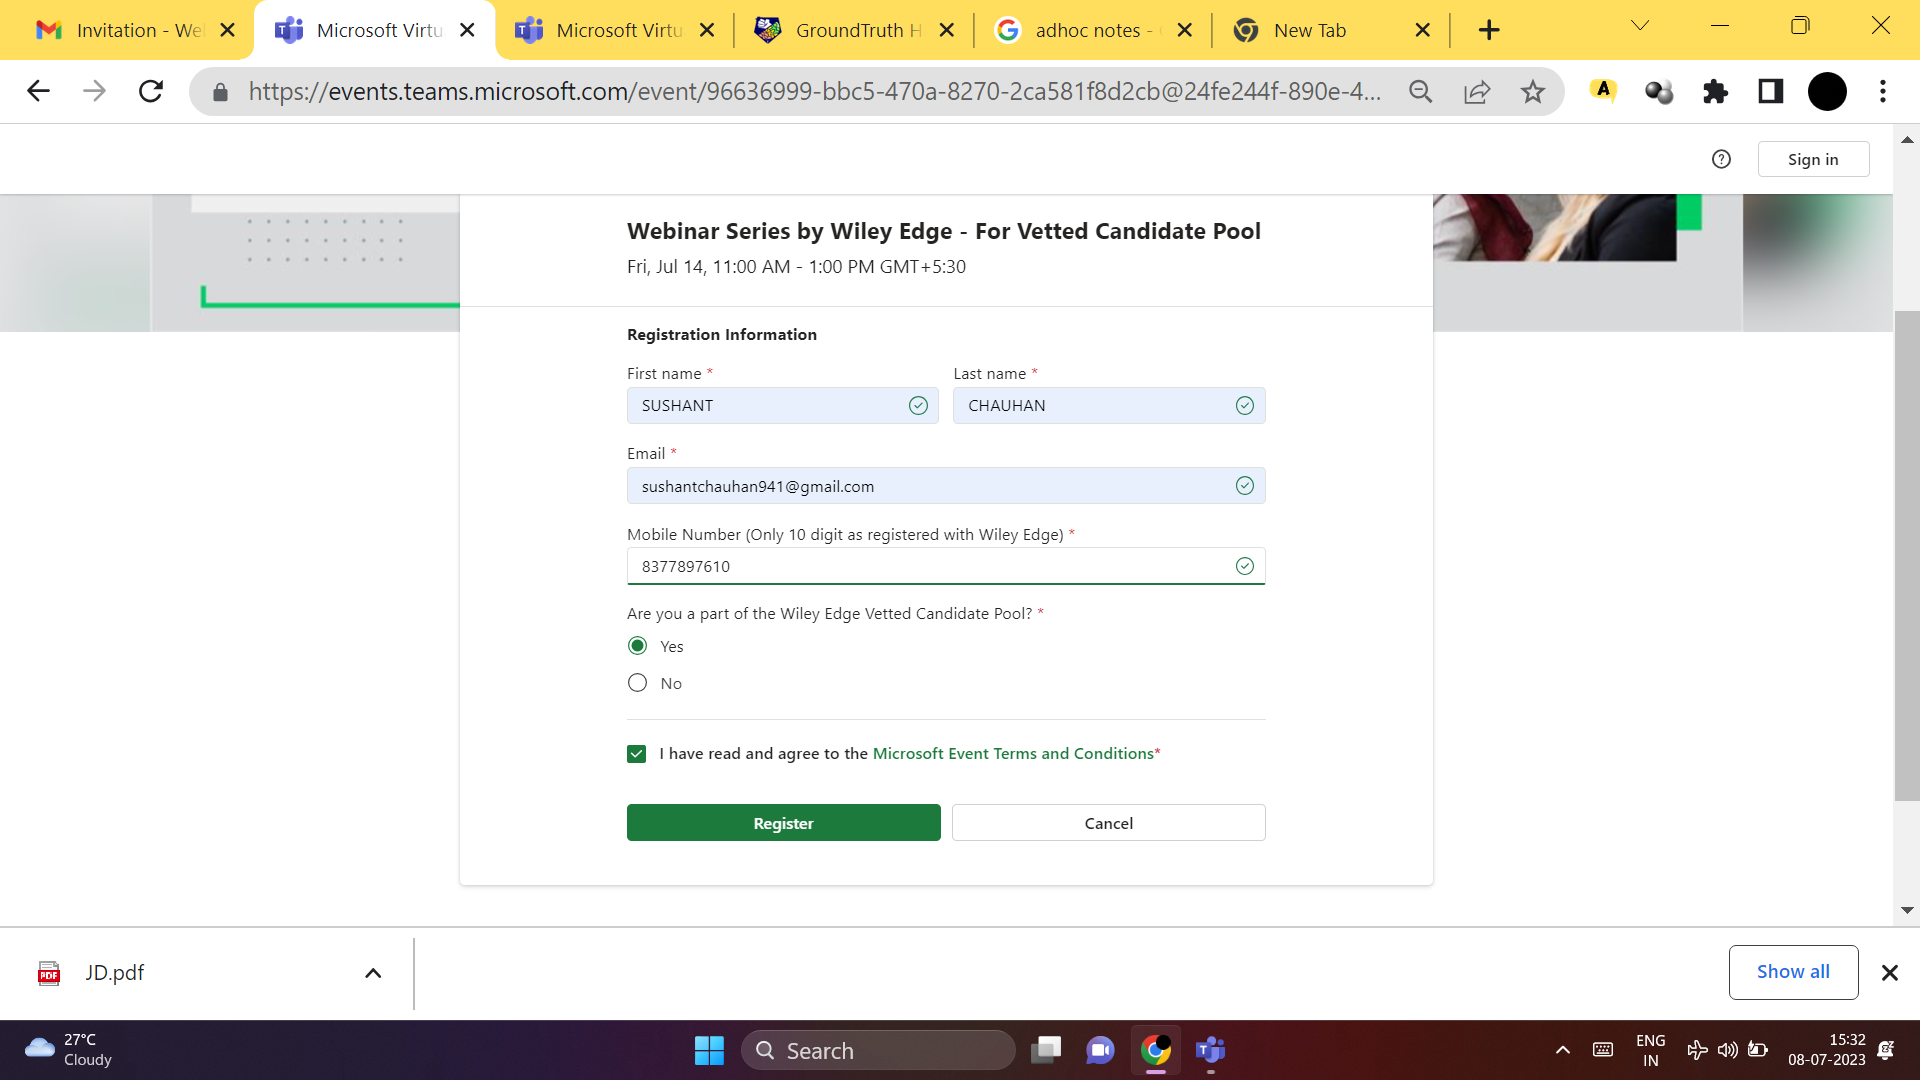 Invitation - We
Microsoft Virtu
Microsoft Virtu
GroundTruth H
adhoc notes -
New Tab
https://events.teams.microsoft.com/event/96636999-bbc5-470a-8270-2ca581f8d2cb@24fe244f-890e-4...
Sign in
Webinar Series by Wiley Edge - For Vetted Candidate Pool
Fri, Jul 14, 11:00 AM - 1:00 PM GMT+5:30
Registration Information
First name *
Last name *
SUSHANT
CHAUHAN
Email *
sushantchauhan941@gmail.com
Mobile Number (Only 10 digit as registered with Wiley Edge) *
8377897610
Are you a part of the Wiley Edge Vetted Candidate Pool? *
Yes
No
I have read and agree to the Microsoft Event Terms and Conditions*
Register
Cancel
JD.pdf
Show all
27°C
Cloudy
Search
ENG
IN
15:32
08-07-2023